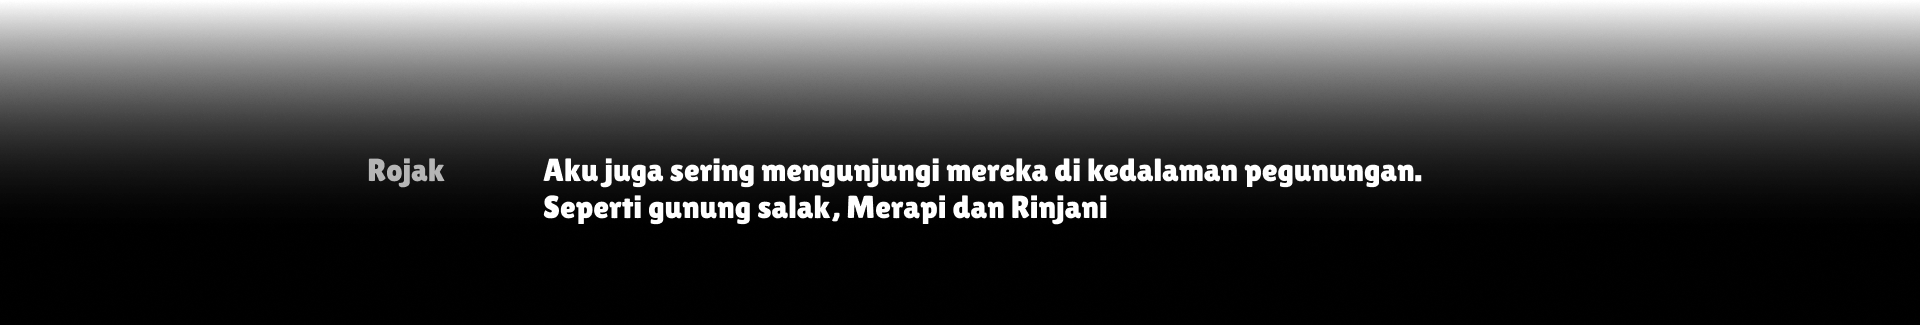 Rojak
Aku juga sering mengunjungi mereka di kedalaman pegunungan.
Seperti gunung salak, Merapi dan Rinjani